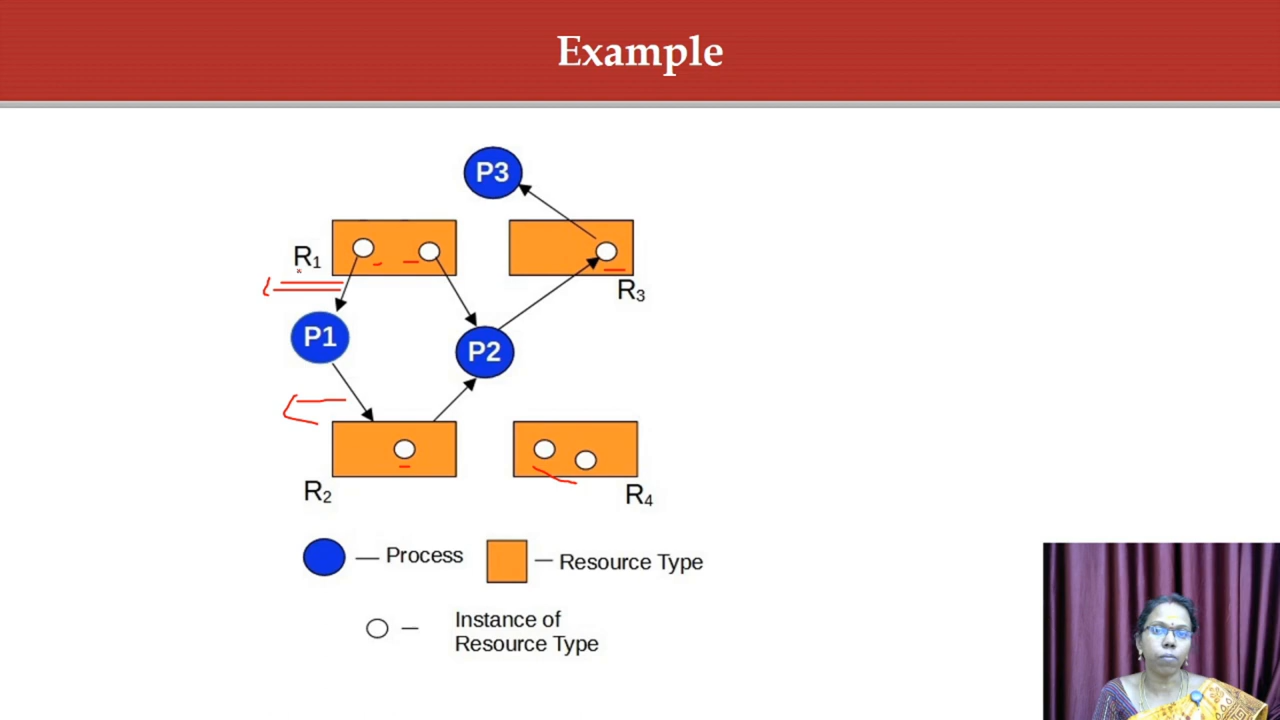 Example
P3
R1
R3
P1
P2
R2
R4
— Process
— Resource Type
— Instance of
Resource Type